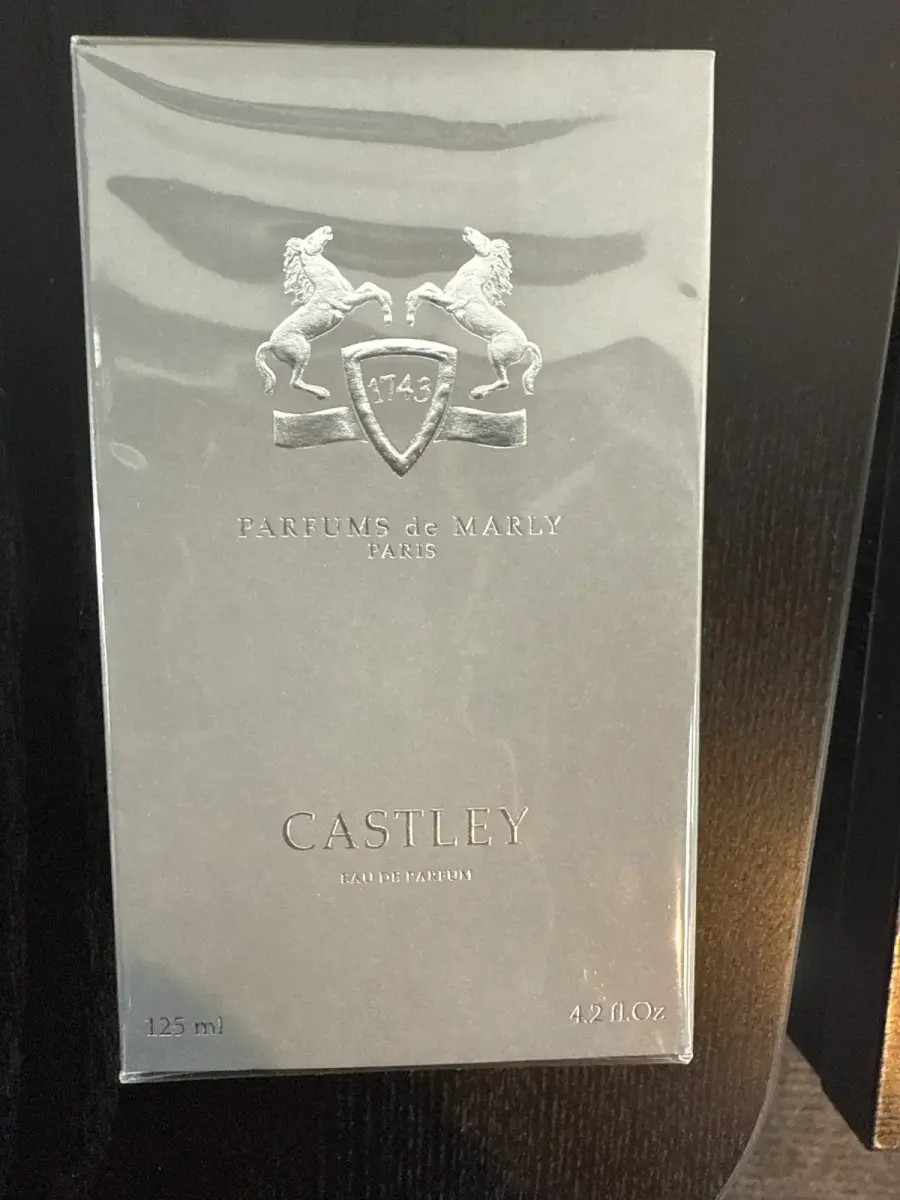 1743
PARFUMS de MARLY
PARIS
CASTLEY
EAU DE PARFUM
125 ml
4.2 fl.Oz